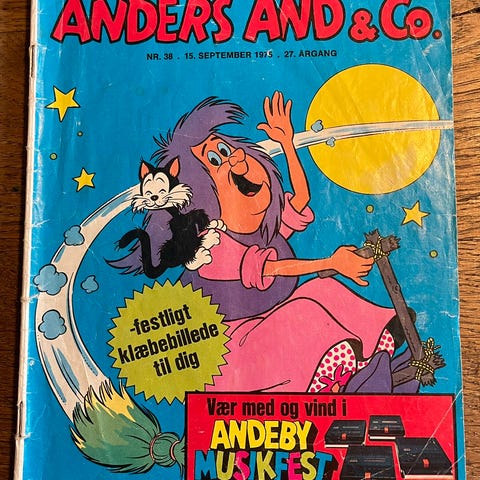 ANDERS AND & Co.
NR. 38 . 15. SEPTEMBER 1975 . 27. ÅRGANG
-festligt
klæbebillede
til dig
Vær med og vind i
ANDEBY
MUSIKFEST